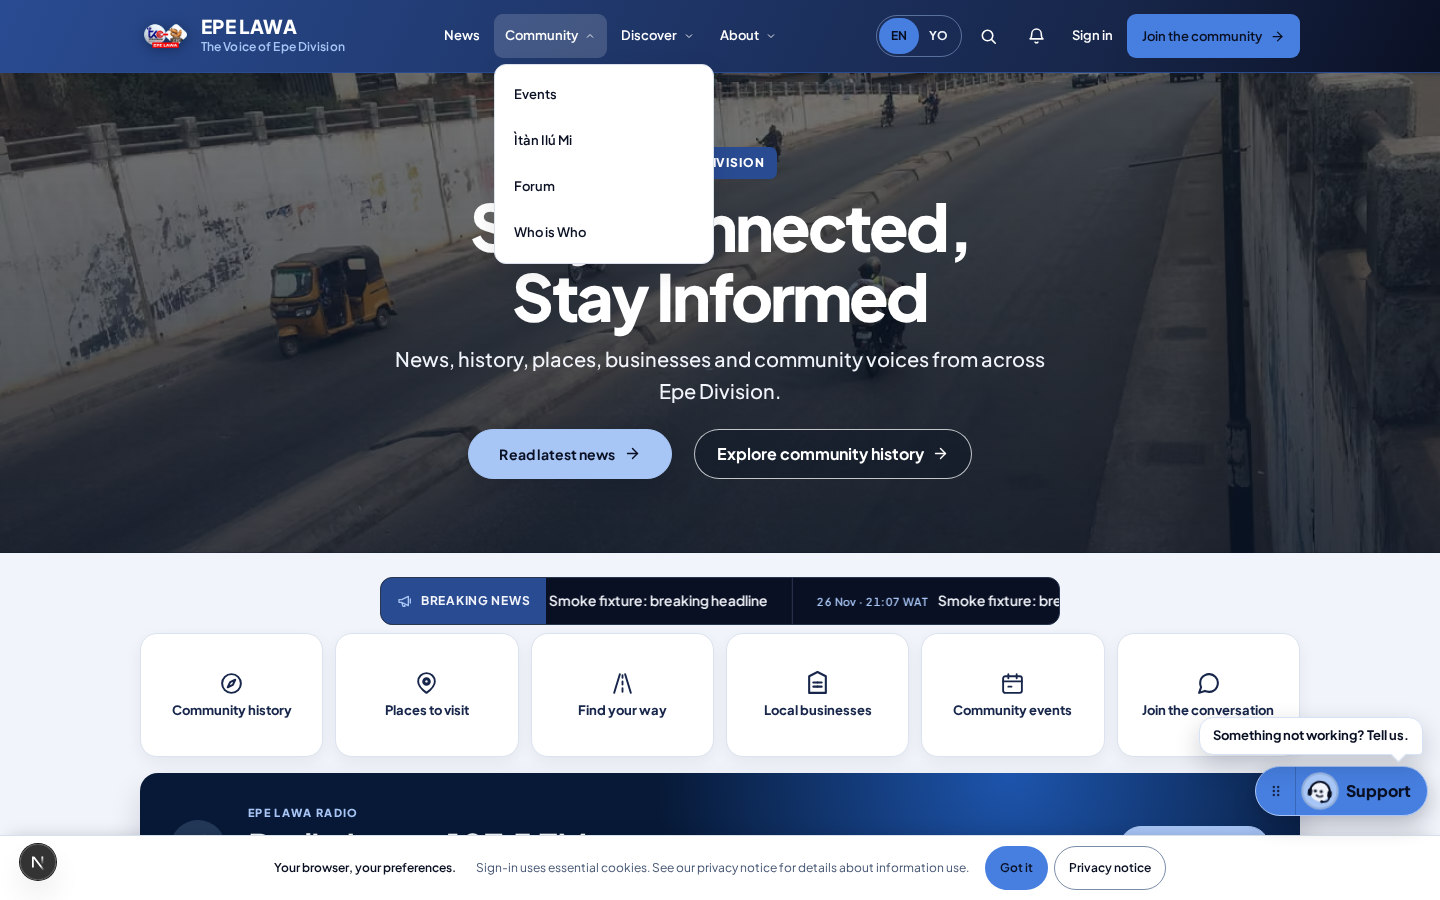 EPE LAWA
EPE LAWA
The Voice of Epe Division
News
Community
Discover
About
EN
YO
Sign in
Join the community
Events
Ìtàn Ilú Mi
Forum
Who is Who
Stay Informed
News, history, places, businesses and community voices from across
Epe Division.
Read latest news
Explore community history
BREAKING NEWS
Smoke fixture: breaking headline
26 Nov · 21:07 WAT
Smoke fixture:
Community history
Places to visit
Find your way
Local businesses
Community events
Join the conversation
Something not working? Tell us.
Support
EPE LAWA RADIO
Your browser, your preferences.
Sign-in uses essential cookies. See our privacy notice for details about information use.
Got it
Privacy notice